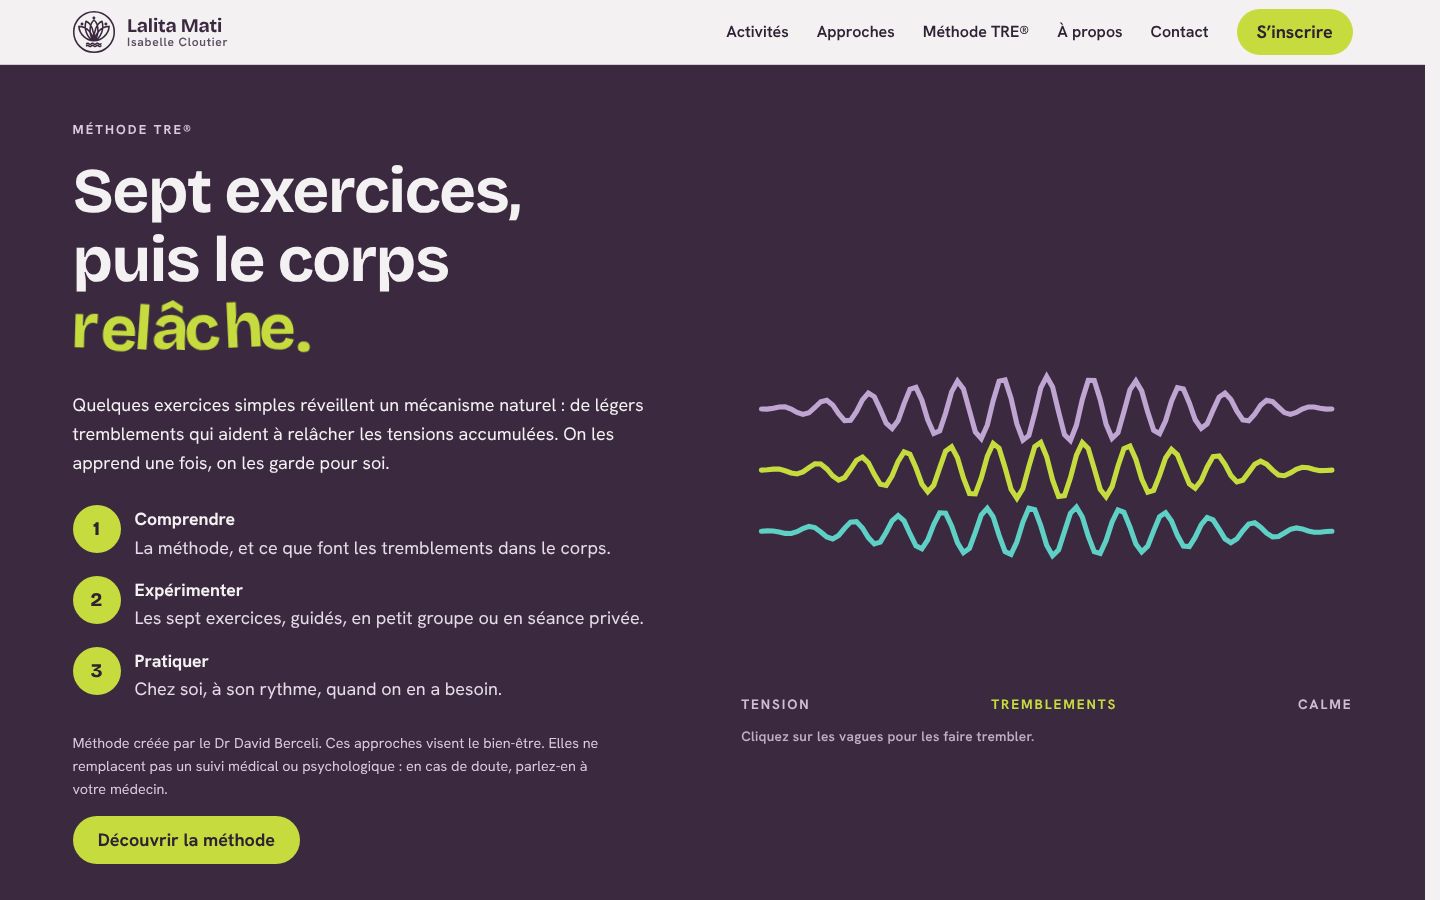 Lalita Mati
Isabelle Cloutier
Activités
Approches
Méthode TRE®
À propos
Contact
S’inscrire
MÉTHODE TRE®
Sept exercices,
puis le corps
relâche.
Quelques exercices simples réveillent un mécanisme naturel : de légers
tremblements qui aident à relâcher les tensions accumulées. On les
apprend une fois, on les garde pour soi.
1
Comprendre
La méthode, et ce que font les tremblements dans le corps.
2
Expérimenter
Les sept exercices, guidés, en petit groupe ou en séance privée.
3
Pratiquer
Chez soi, à son rythme, quand on en a besoin.
Méthode créée par le Dr David Berceli. Ces approches visent le bien-être. Elles ne
remplacent pas un suivi médical ou psychologique : en cas de doute, parlez-en à
votre médecin.
Découvrir la méthode
TENSION
TREMBLEMENTS
CALME
Cliquez sur les vagues pour les faire trembler.